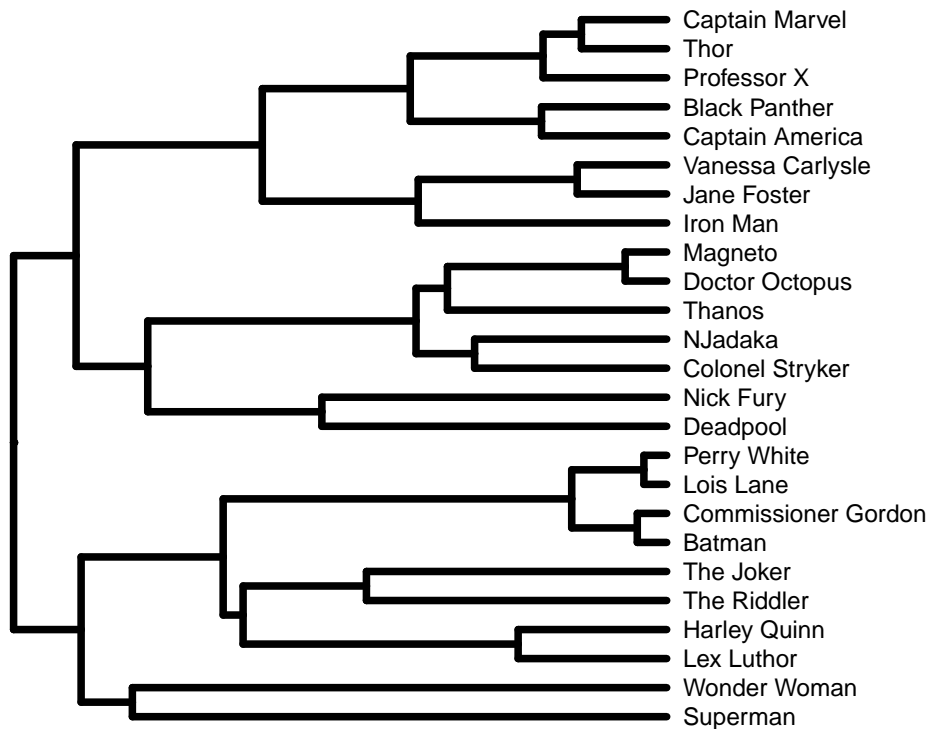 Captain Marvel
Thor
Professor X
Black Panther
Captain America
Vanessa Carlysle
Jane Foster
Iron Man
Magneto
Doctor Octopus
Thanos
NJadaka
Colonel Stryker
Nick Fury
Deadpool
Perry White
Lois Lane
Commissioner Gordon
Batman
The Joker
The Riddler
Harley Quinn
Lex Luthor
Wonder Woman
Superman